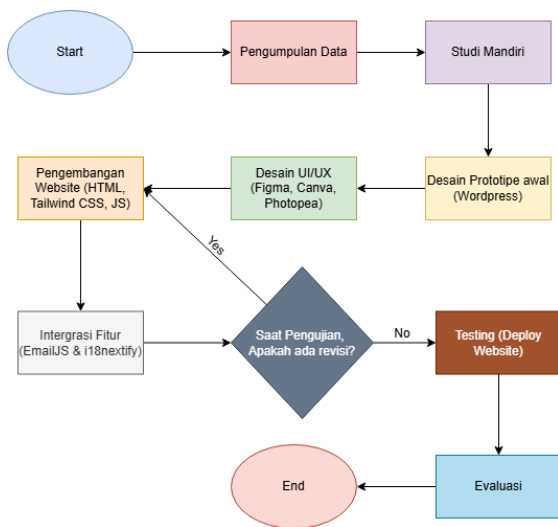 Start
Pengumpulan Data
Studi Mandiri
Pengembangan
Website (HTML,
Tailwind CSS, JS)
Desain UI/UX
(Figma, Canva,
Photopea)
Desain Prototipe awal
(Wordpress)
Yes
Intergrasi Fitur
(EmailJS & i18nextify)
Saat Pengujian,
Apakah ada revisi?
No
Testing (Deploy
Website)
End
Evaluasi